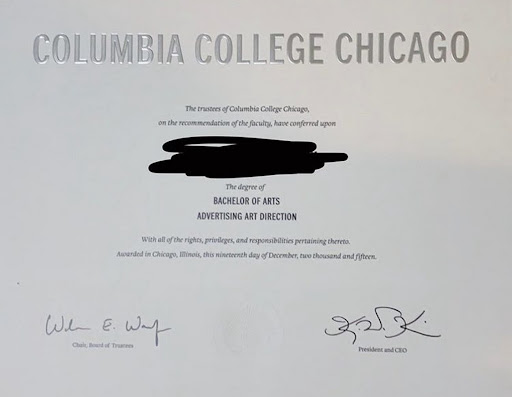 COLUMBIA COLLEGE CHICAGO
The trustees of Columbia College Chicago,
on the recommendation of the faculty, have conferred upon
The degree of
BACHELOR OF ARTS
ADVERTISING ART DIRECTION
With all of the rights, privileges, and responsibilities pertaining thereto.
Awarded in Chicago, Illinois, this nineteenth day of December, two thousand and fifteen.
Chair, Board of Trustees
President and CEO